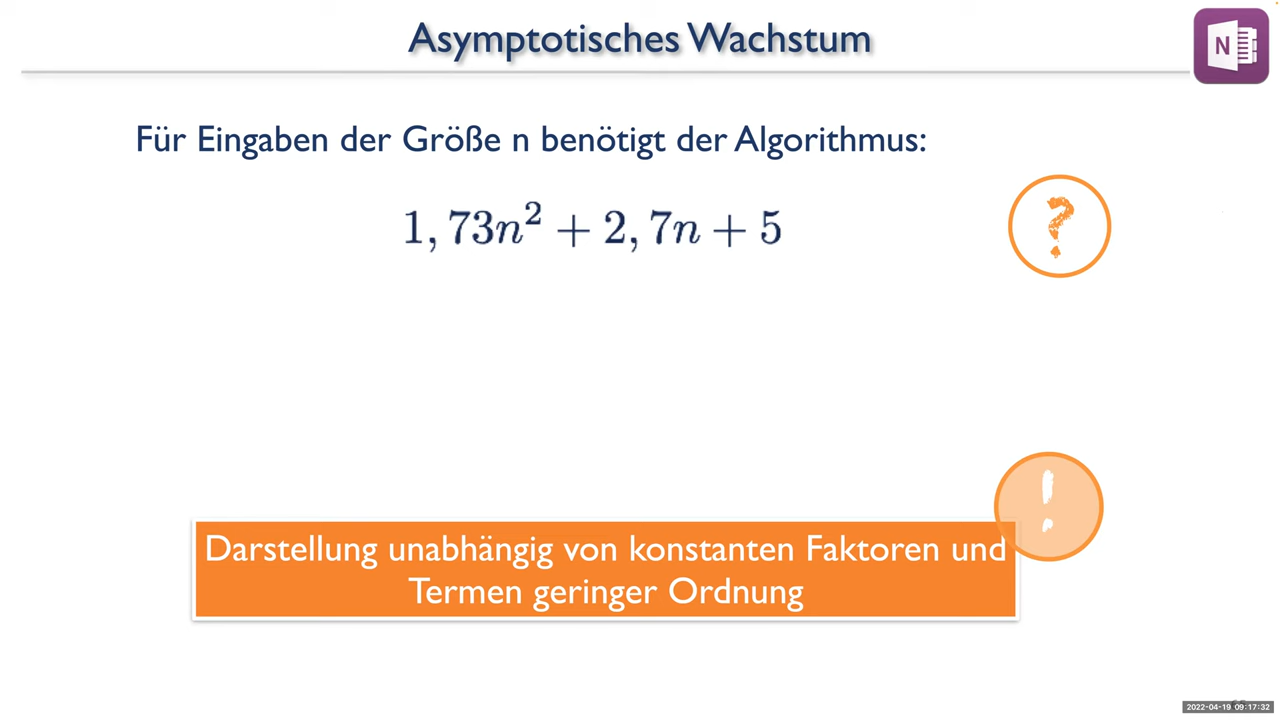 Asymptotisches Wachstum
N
Für Eingaben der Größe n benötigt der Algorithmus:
1,73n² + 2,7n + 5
?
!
Darstellung unabhängig von konstanten Faktoren und
Termen geringer Ordnung
2022-04-19 09:17:32